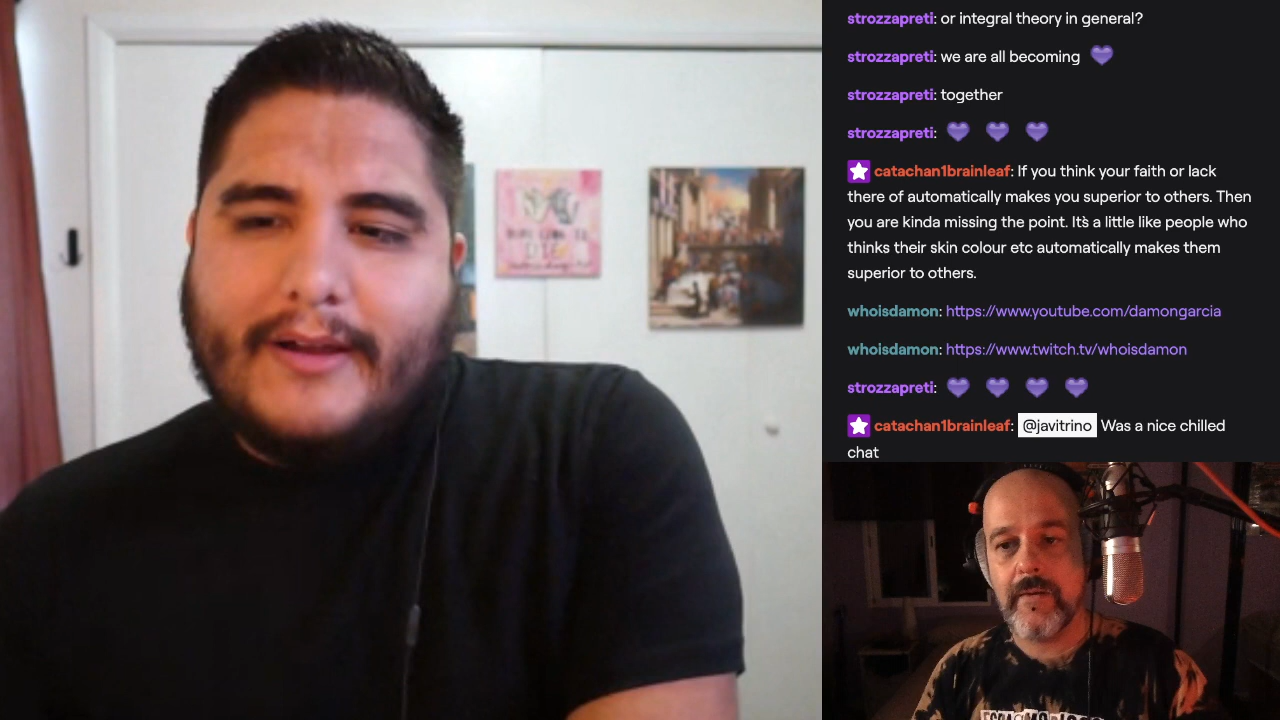 strozzapreti: or integral theory in general?
strozzapreti: we are all becoming 💜
strozzapreti: together
strozzapreti: 💜 💜 💜
catachan1brainleaf: If you think your faith or lack
there of automatically makes you superior to others. Then
you are kinda missing the point. It`s a little like people who
thinks their skin colour etc automatically makes them
superior to others.
whoisdamon: https://www.youtube.com/damongarcia
whoisdamon: https://www.twitch.tv/whoisdamon
strozzapreti: 💜 💜 💜 💜
catachan1brainleaf: @javitrino Was a nice chilled
chat